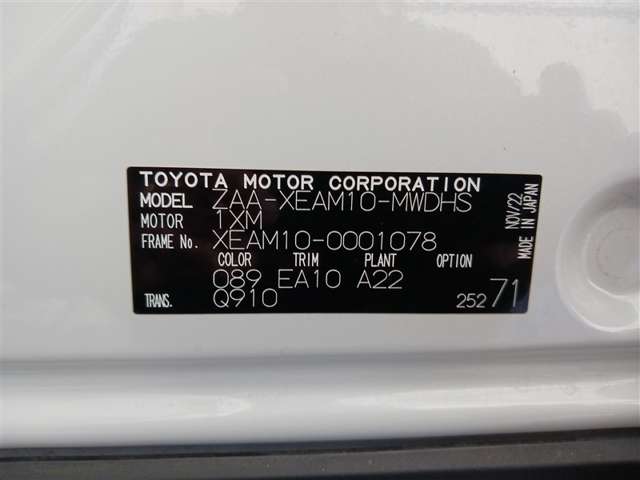 TOYOTA MOTOR CORPORATION
MODEL ZAA-XEAM10-MWDHS
MOTOR 1XM
FRAME No. XEAM10-0001078
COLOR TRIM PLANT OPTION
089 EA10 A22
TRANS. Q910
252 71
NOV/22
MADE IN JAPAN